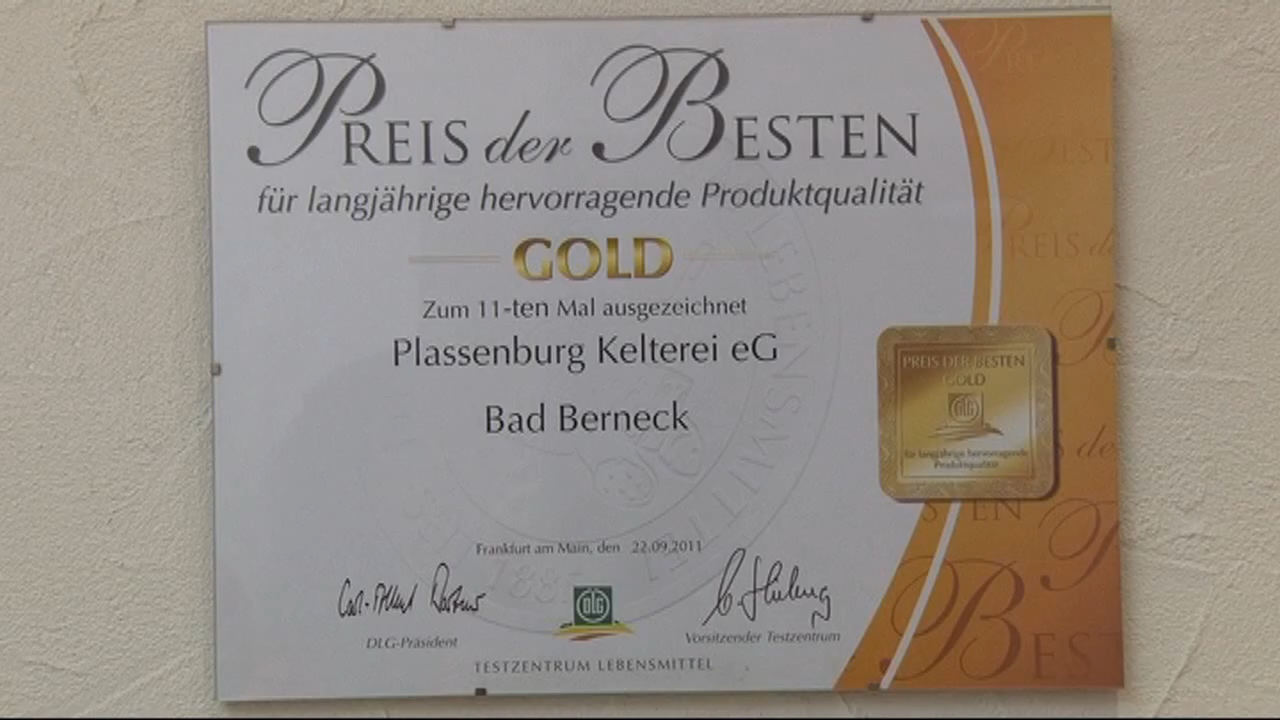 PREIS der BESTEN
für langjährige hervorragende Produktqualität
GOLD
Zum 11-ten Mal ausgezeichnet
Plassenburg Kelterei eG
Bad Berneck
PREIS DER BESTEN
GOLD
DLG
für langjährige hervorragende
Produktqualität
Frankfurt am Main, den 22.09.2011
DLG
DLG-Präsident
Vorsitzender Testzentrum
TESTZENTRUM LEBENSMITTEL